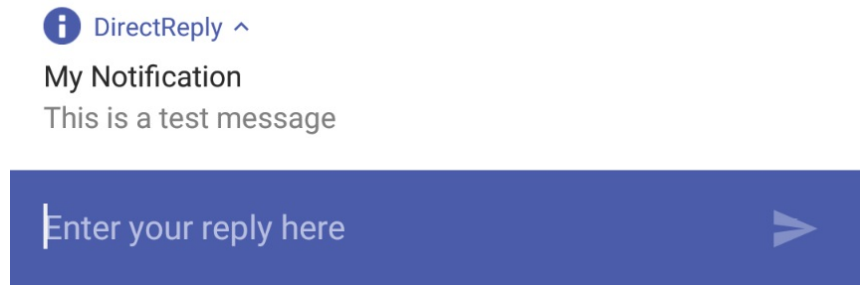 DirectReply
My Notification
This is a test message
Enter your reply here